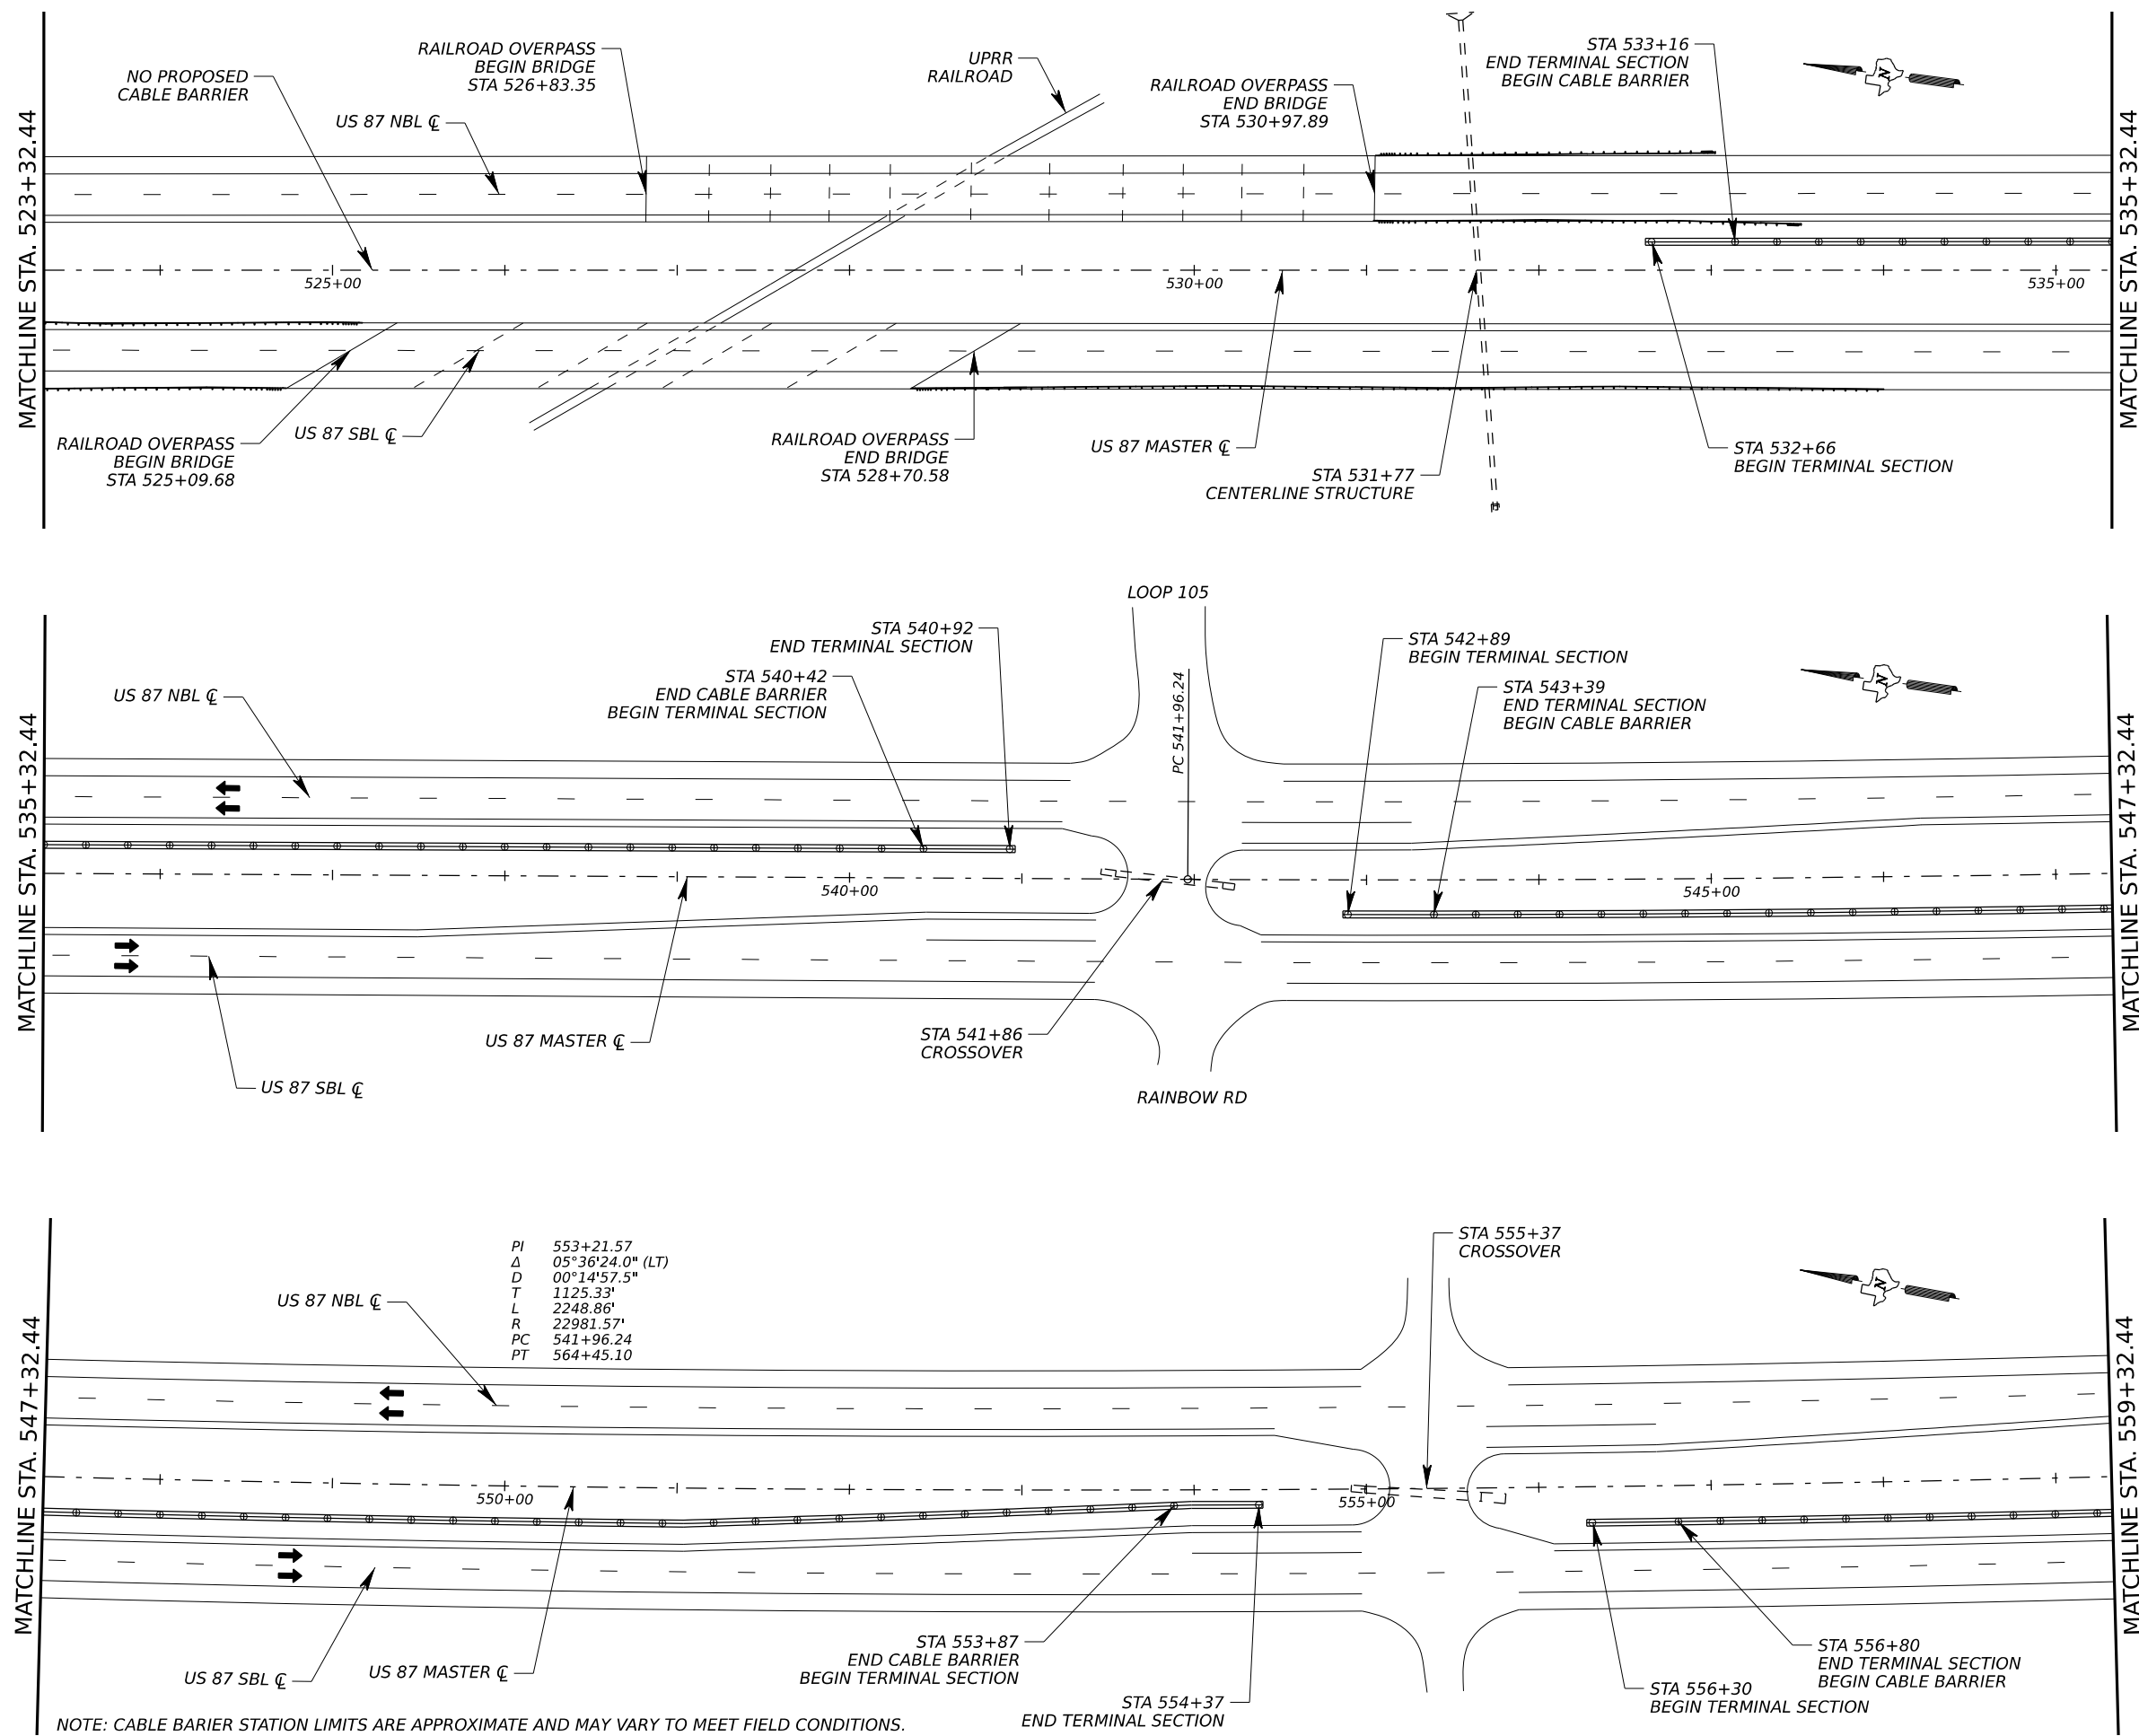 RAILROAD OVERPASS
BEGIN BRIDGE
STA 526+83.35
NO PROPOSED
CABLE BARRIER
US 87 NBL ℄
UPRR
RAILROAD
RAILROAD OVERPASS
END BRIDGE
STA 530+97.89
STA 533+16
END TERMINAL SECTION
BEGIN CABLE BARRIER
N
MATCHLINE STA. 523+32.44
MATCHLINE STA. 535+32.44
525+00
530+00
535+00
RAILROAD OVERPASS
BEGIN BRIDGE
STA 525+09.68
US 87 SBL ℄
RAILROAD OVERPASS
END BRIDGE
STA 528+70.58
US 87 MASTER ℄
STA 531+77
CENTERLINE STRUCTURE
STA 532+66
BEGIN TERMINAL SECTION
LOOP 105
STA 540+92
END TERMINAL SECTION
STA 540+42
END CABLE BARRIER
BEGIN TERMINAL SECTION
US 87 NBL ℄
PC 541+96.24
STA 542+89
BEGIN TERMINAL SECTION
STA 543+39
END TERMINAL SECTION
BEGIN CABLE BARRIER
N
MATCHLINE STA. 535+32.44
MATCHLINE STA. 547+32.44
540+00
545+00
US 87 MASTER ℄
US 87 SBL ℄
STA 541+86
CROSSOVER
RAINBOW RD
STA 555+37
CROSSOVER
PI 553+21.57
Δ 05°36'24.0" (LT)
D 00°14'57.5"
T 1125.33'
L 2248.86'
R 22981.57'
PC 541+96.24
PT 564+45.10
US 87 NBL ℄
N
MATCHLINE STA. 547+32.44
MATCHLINE STA. 559+32.44
550+00
555+00
US 87 SBL ℄
US 87 MASTER ℄
STA 553+87
END CABLE BARRIER
BEGIN TERMINAL SECTION
STA 554+37
END TERMINAL SECTION
STA 556+80
END TERMINAL SECTION
BEGIN CABLE BARRIER
STA 556+30
BEGIN TERMINAL SECTION
NOTE: CABLE BARIER STATION LIMITS ARE APPROXIMATE AND MAY VARY TO MEET FIELD CONDITIONS.